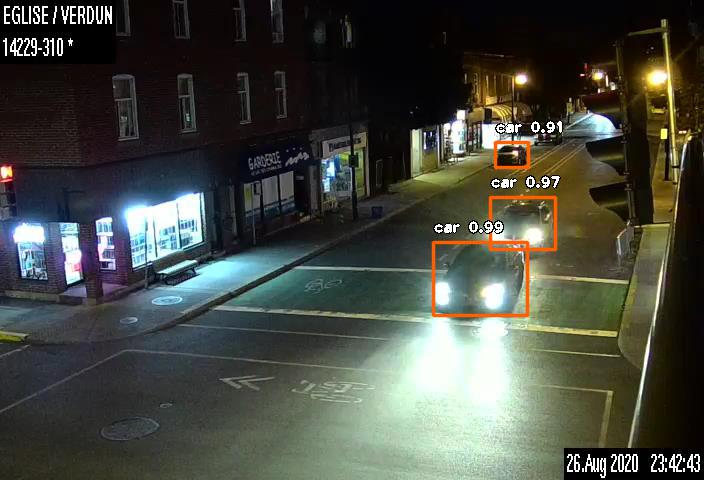 EGLISE / VERDUN
14229-310 *
car 0.91
car 0.97
car 0.99
GARDERIE
26.Aug 2020 23:42:43